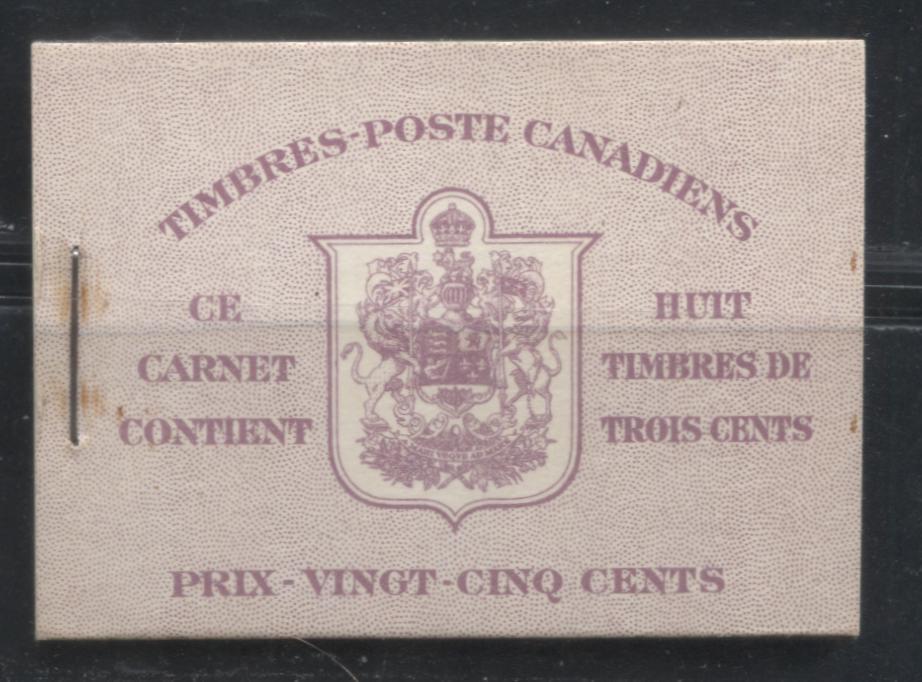 TIMBRES-POSTE CANADIENS
CE
CARNET
CONTIENT
HUIT
TIMBRES DE
TROIS CENTS
PRIX-VINGT-CINQ CENTS